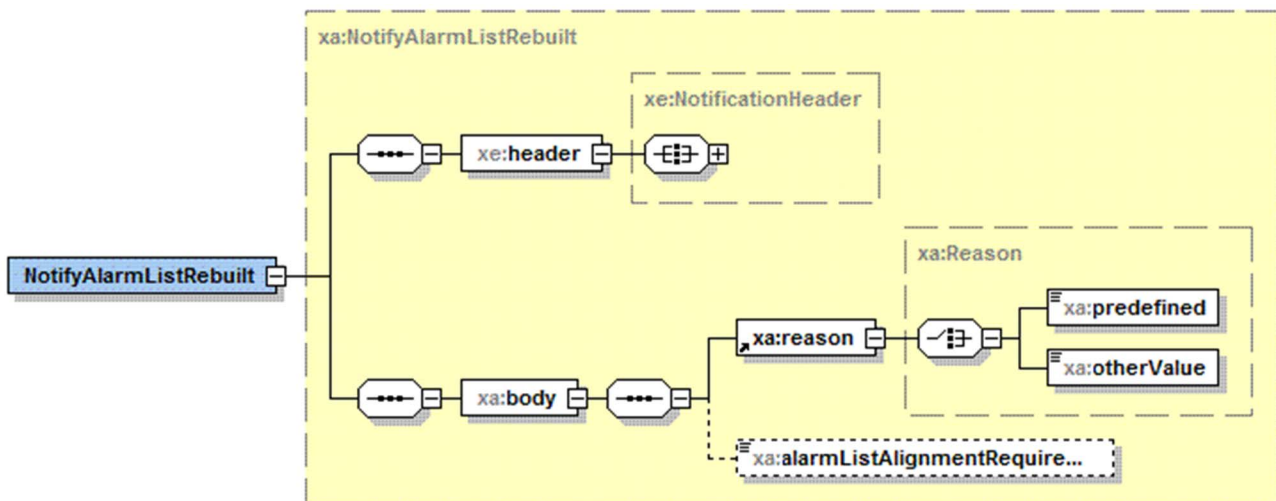 xa:NotifyAlarmListRebuilt
xe:NotificationHeader
xe:header
xa:Reason
NotifyAlarmListRebuilt
xa:predefined
xa:reason
xa:otherValue
xa:body
xa:alarmListAlignmentRequire...